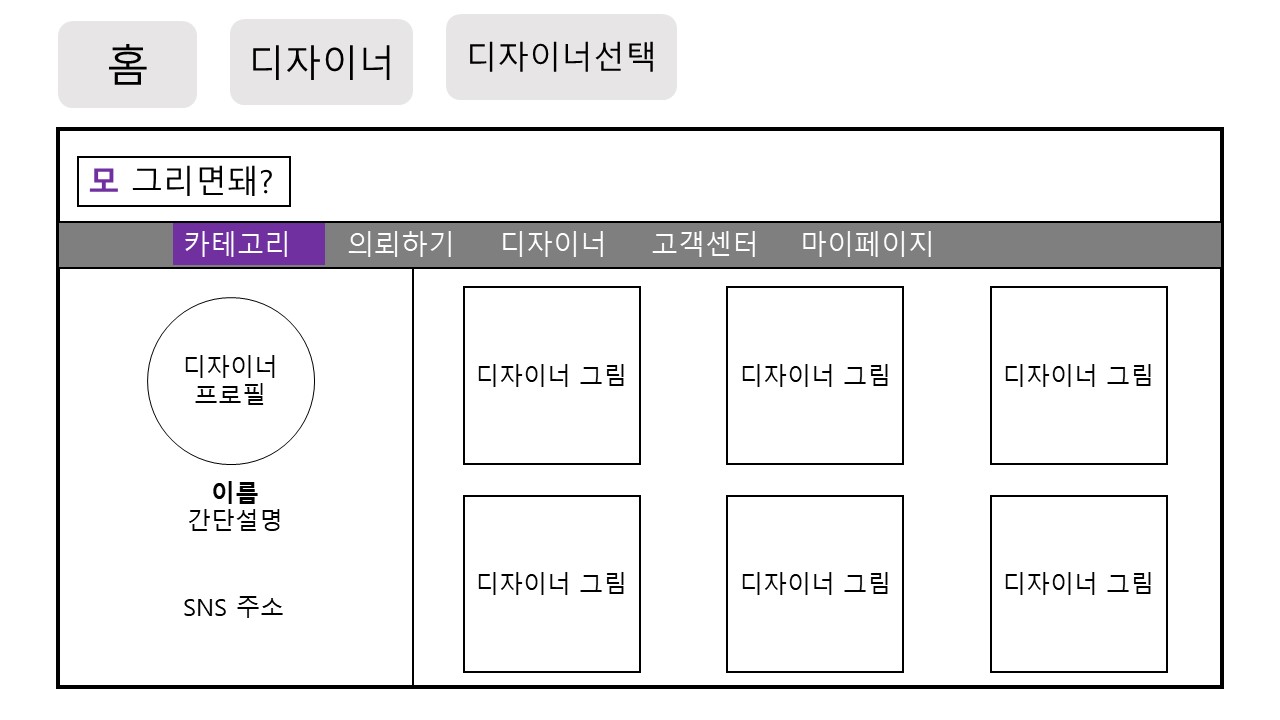 홈
디자이너
디자이너선택
모 그리면돼?
카테고리 의뢰하기 디자이너 고객센터 마이페이지
디자이너
프로필
이름
간단설명
SNS 주소
디자이너 그림 디자이너 그림 디자이너 그림
디자이너 그림 디자이너 그림 디자이너 그림